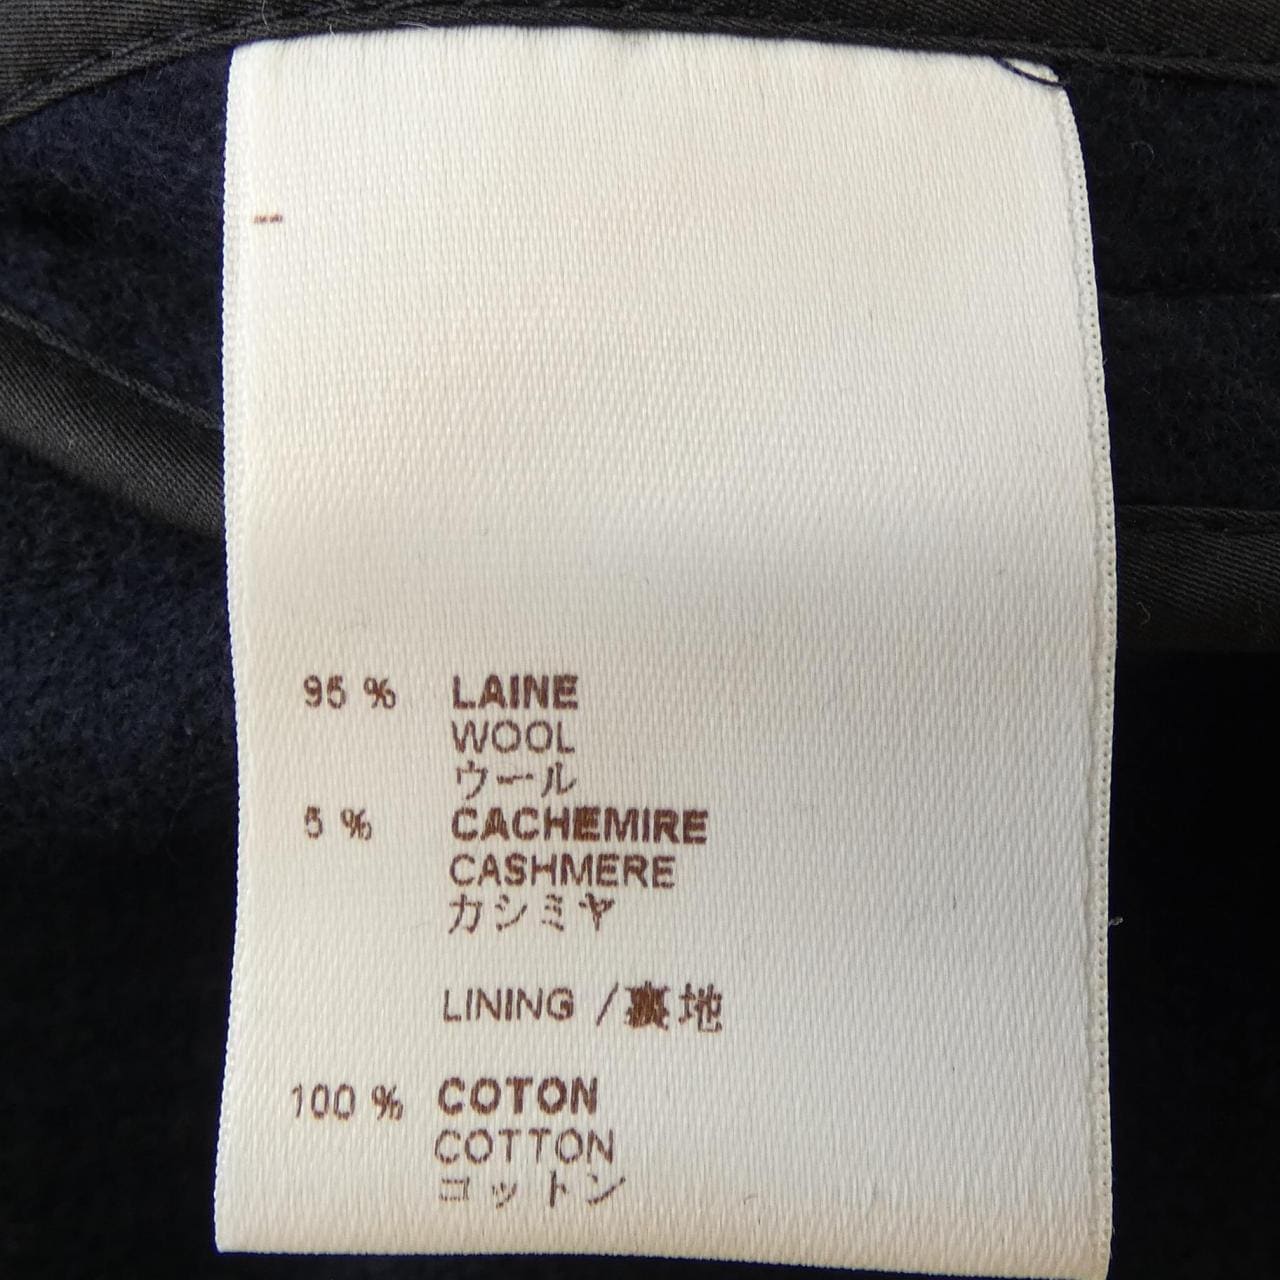 95 % LAINE
WOOL
ウール
5 % CACHEMIRE
CASHMERE
カシミヤ
LINING / 裏地
100 % COTON
COTTON
コットン